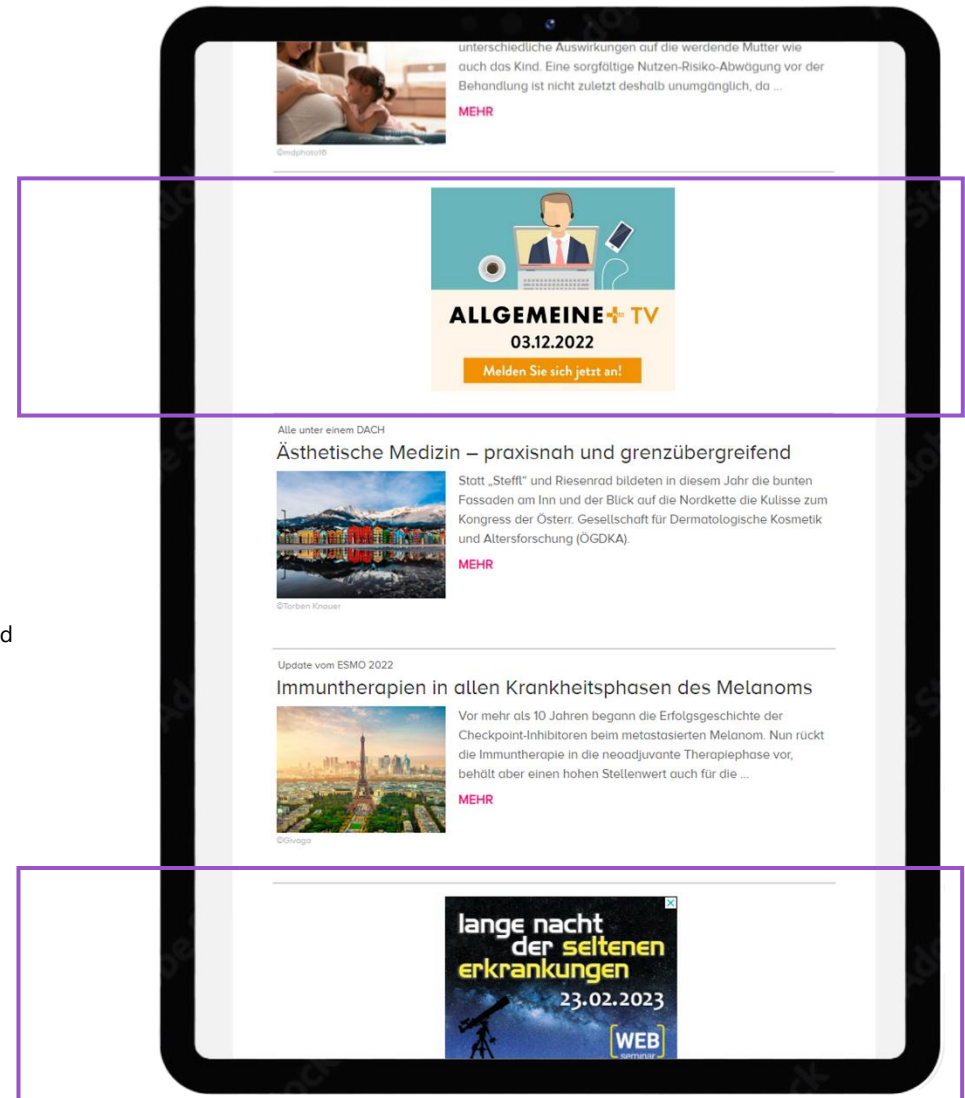 unterschiedliche Auswirkungen auf die werdende Mutter wie
auch das Kind. Eine sorgfältige Nutzen-Risiko-Abwägung vor der
Behandlung ist nicht zuletzt deshalb unumgänglich, da ...
MEHR
©mdphoto16
ALLGEMEINE+ TV
03.12.2022
Melden Sie sich jetzt an!
Alle unter einem DACH
Ästhetische Medizin – praxisnah und grenzübergreifend
Statt „Steffl“ und Riesenrad bildeten in diesem Jahr die bunten
Fassaden am Inn und der Blick auf die Nordkette die Kulisse zum
Kongress der Österr. Gesellschaft für Dermatologische Kosmetik
und Altersforschung (ÖGDKA).
MEHR
©Torben Knauer
d
Update vom ESMO 2022
Immuntherapien in allen Krankheitsphasen des Melanoms
Vor mehr als 10 Jahren begann die Erfolgsgeschichte der
Checkpoint-Inhibitoren beim metastasierten Melanom. Nun rückt
die Immuntherapie in die neoadjuvante Therapiephase vor,
behält aber einen hohen Stellenwert auch für die ...
MEHR
©Givaga
lange nacht
der seltenen
erkrankungen
23.02.2023
[WEB]
seminar